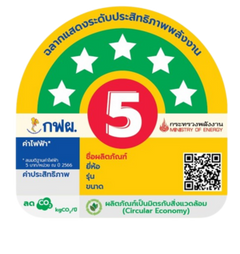 ฉลากแสดงระดับประสิทธิภาพพลังงาน
5
กฟผ.
กระทรวงพลังงาน
MINISTRY OF ENERGY
ค่าไฟฟ้า*
ค่าประสิทธิภาพ
ชื่อผลิตภัณฑ์
ยี่ห้อ
รุ่น
ขนาด
ลด CO₂ kgCO₂/ปี
ผลิตภัณฑ์เป็นมิตรกับสิ่งแวดล้อม
(Circular Economy)